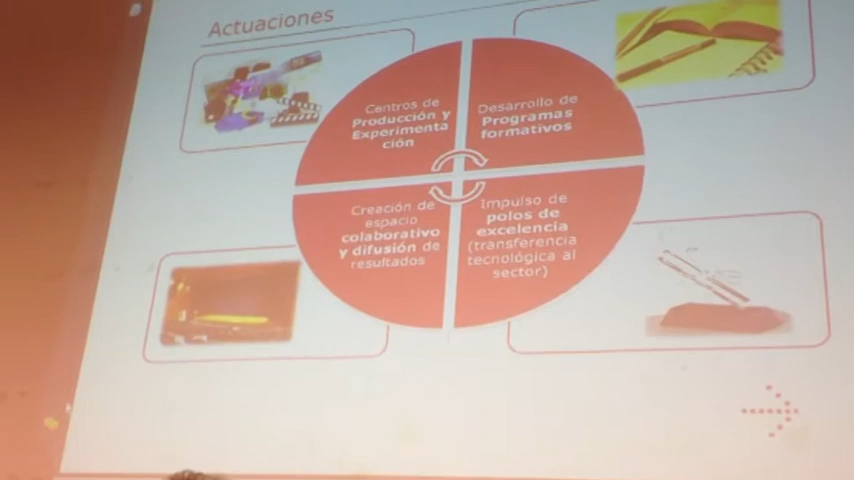 Actuaciones
Centros de
Producción y
Experimenta
ción
Desarrollo de
Programas
formativos
Creación de
espacio
colaborativo
y difusión de
resultados
Impulso de
polos de
excelencia
(transferencia
tecnológica al
sector)